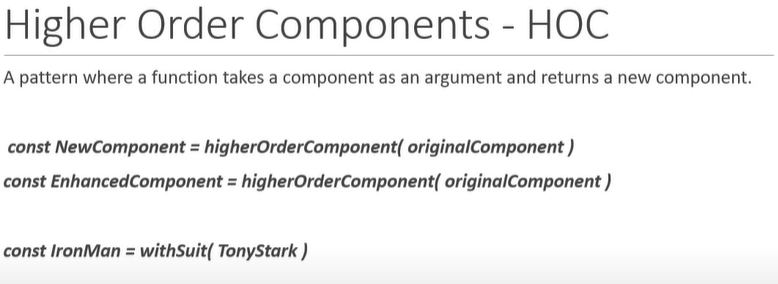 Higher Order Components - HOC
A pattern where a function takes a component as an argument and returns a new component.
const NewComponent = higherOrderComponent( originalComponent )
const EnhancedComponent = higherOrderComponent( originalComponent )
const IronMan = withSuit( TonyStark )